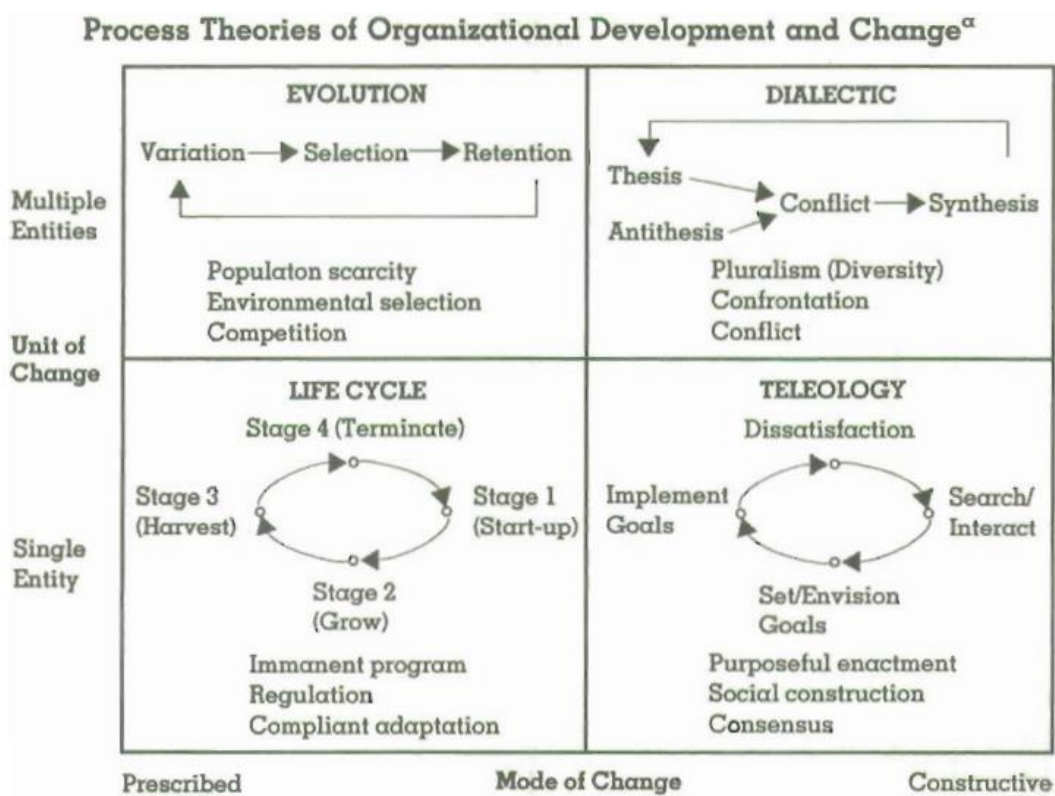 Process Theories of Organizational Development and Changeᵅ
EVOLUTION
Variation
Selection
Retention
Populaton scarcity
Environmental selection
Competition
DIALECTIC
Thesis
Antithesis
Conflict
Synthesis
Pluralism (Diversity)
Confrontation
Conflict
Multiple
Entities
Unit of
Change
LIFE CYCLE
Stage 4 (Terminate)
Stage 3
(Harvest)
Stage 1
(Start-up)
Stage 2
(Grow)
Immanent program
Regulation
Compliant adaptation
TELEOLOGY
Dissatisfaction
Implement
Goals
Search/
Interact
Set/Envision
Goals
Purposeful enactment
Social construction
Consensus
Single
Entity
Prescribed
Mode of Change
Constructive